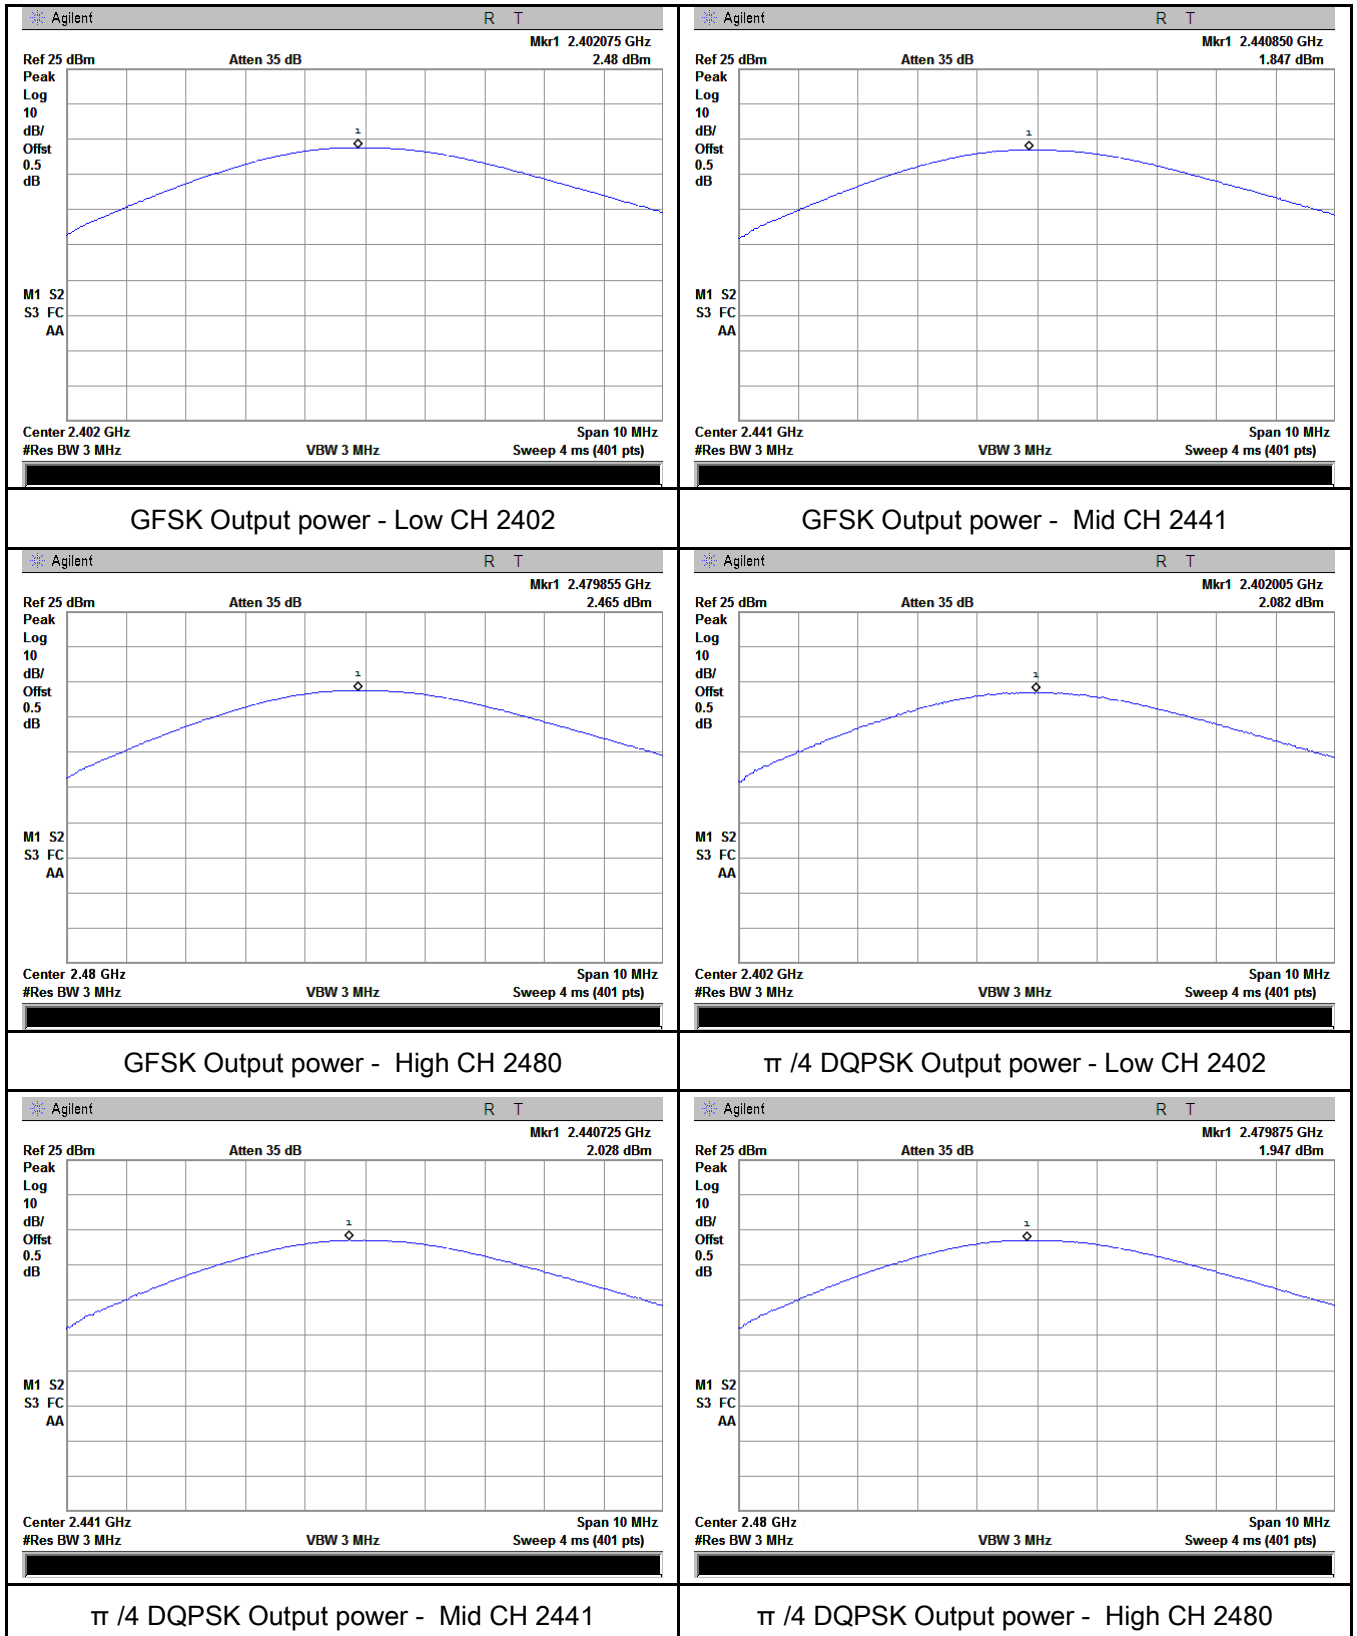 Agilent R T
Mkr1 2.402075 GHz
Ref 25 dBm Atten 35 dB 2.48 dBm
Peak
Log
10
dB/
Offst
0.5
dB
1
M1 S2
S3 FC
AA
Center 2.402 GHz Span 10 MHz
#Res BW 3 MHz VBW 3 MHz Sweep 4 ms (401 pts)
GFSK Output power - Low CH 2402
Agilent R T
Mkr1 2.440850 GHz
Ref 25 dBm Atten 35 dB 1.847 dBm
Peak
Log
10
dB/
Offst
0.5
dB
1
M1 S2
S3 FC
AA
Center 2.441 GHz Span 10 MHz
#Res BW 3 MHz VBW 3 MHz Sweep 4 ms (401 pts)
GFSK Output power - Mid CH 2441
Agilent R T
Mkr1 2.479855 GHz
Ref 25 dBm Atten 35 dB 2.465 dBm
Peak
Log
10
dB/
Offst
0.5
dB
1
M1 S2
S3 FC
AA
Center 2.48 GHz Span 10 MHz
#Res BW 3 MHz VBW 3 MHz Sweep 4 ms (401 pts)
GFSK Output power - High CH 2480
Agilent R T
Mkr1 2.402005 GHz
Ref 25 dBm Atten 35 dB 2.082 dBm
Peak
Log
10
dB/
Offst
0.5
dB
1
M1 S2
S3 FC
AA
Center 2.402 GHz Span 10 MHz
#Res BW 3 MHz VBW 3 MHz Sweep 4 ms (401 pts)
π /4 DQPSK Output power - Low CH 2402
Agilent R T
Mkr1 2.440725 GHz
Ref 25 dBm Atten 35 dB 2.028 dBm
Peak
Log
10
dB/
Offst
0.5
dB
1
M1 S2
S3 FC
AA
Center 2.441 GHz Span 10 MHz
#Res BW 3 MHz VBW 3 MHz Sweep 4 ms (401 pts)
π /4 DQPSK Output power - Mid CH 2441
Agilent R T
Mkr1 2.479875 GHz
Ref 25 dBm Atten 35 dB 1.947 dBm
Peak
Log
10
dB/
Offst
0.5
dB
1
M1 S2
S3 FC
AA
Center 2.48 GHz Span 10 MHz
#Res BW 3 MHz VBW 3 MHz Sweep 4 ms (401 pts)
π /4 DQPSK Output power - High CH 2480